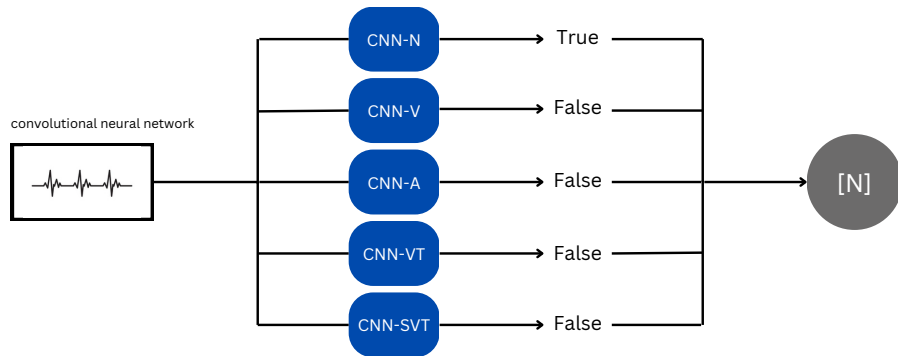 CNN-N
True
CNN-V
False
convolutional neural network
CNN-A
False
[N]
CNN-VT
False
CNN-SVT
False